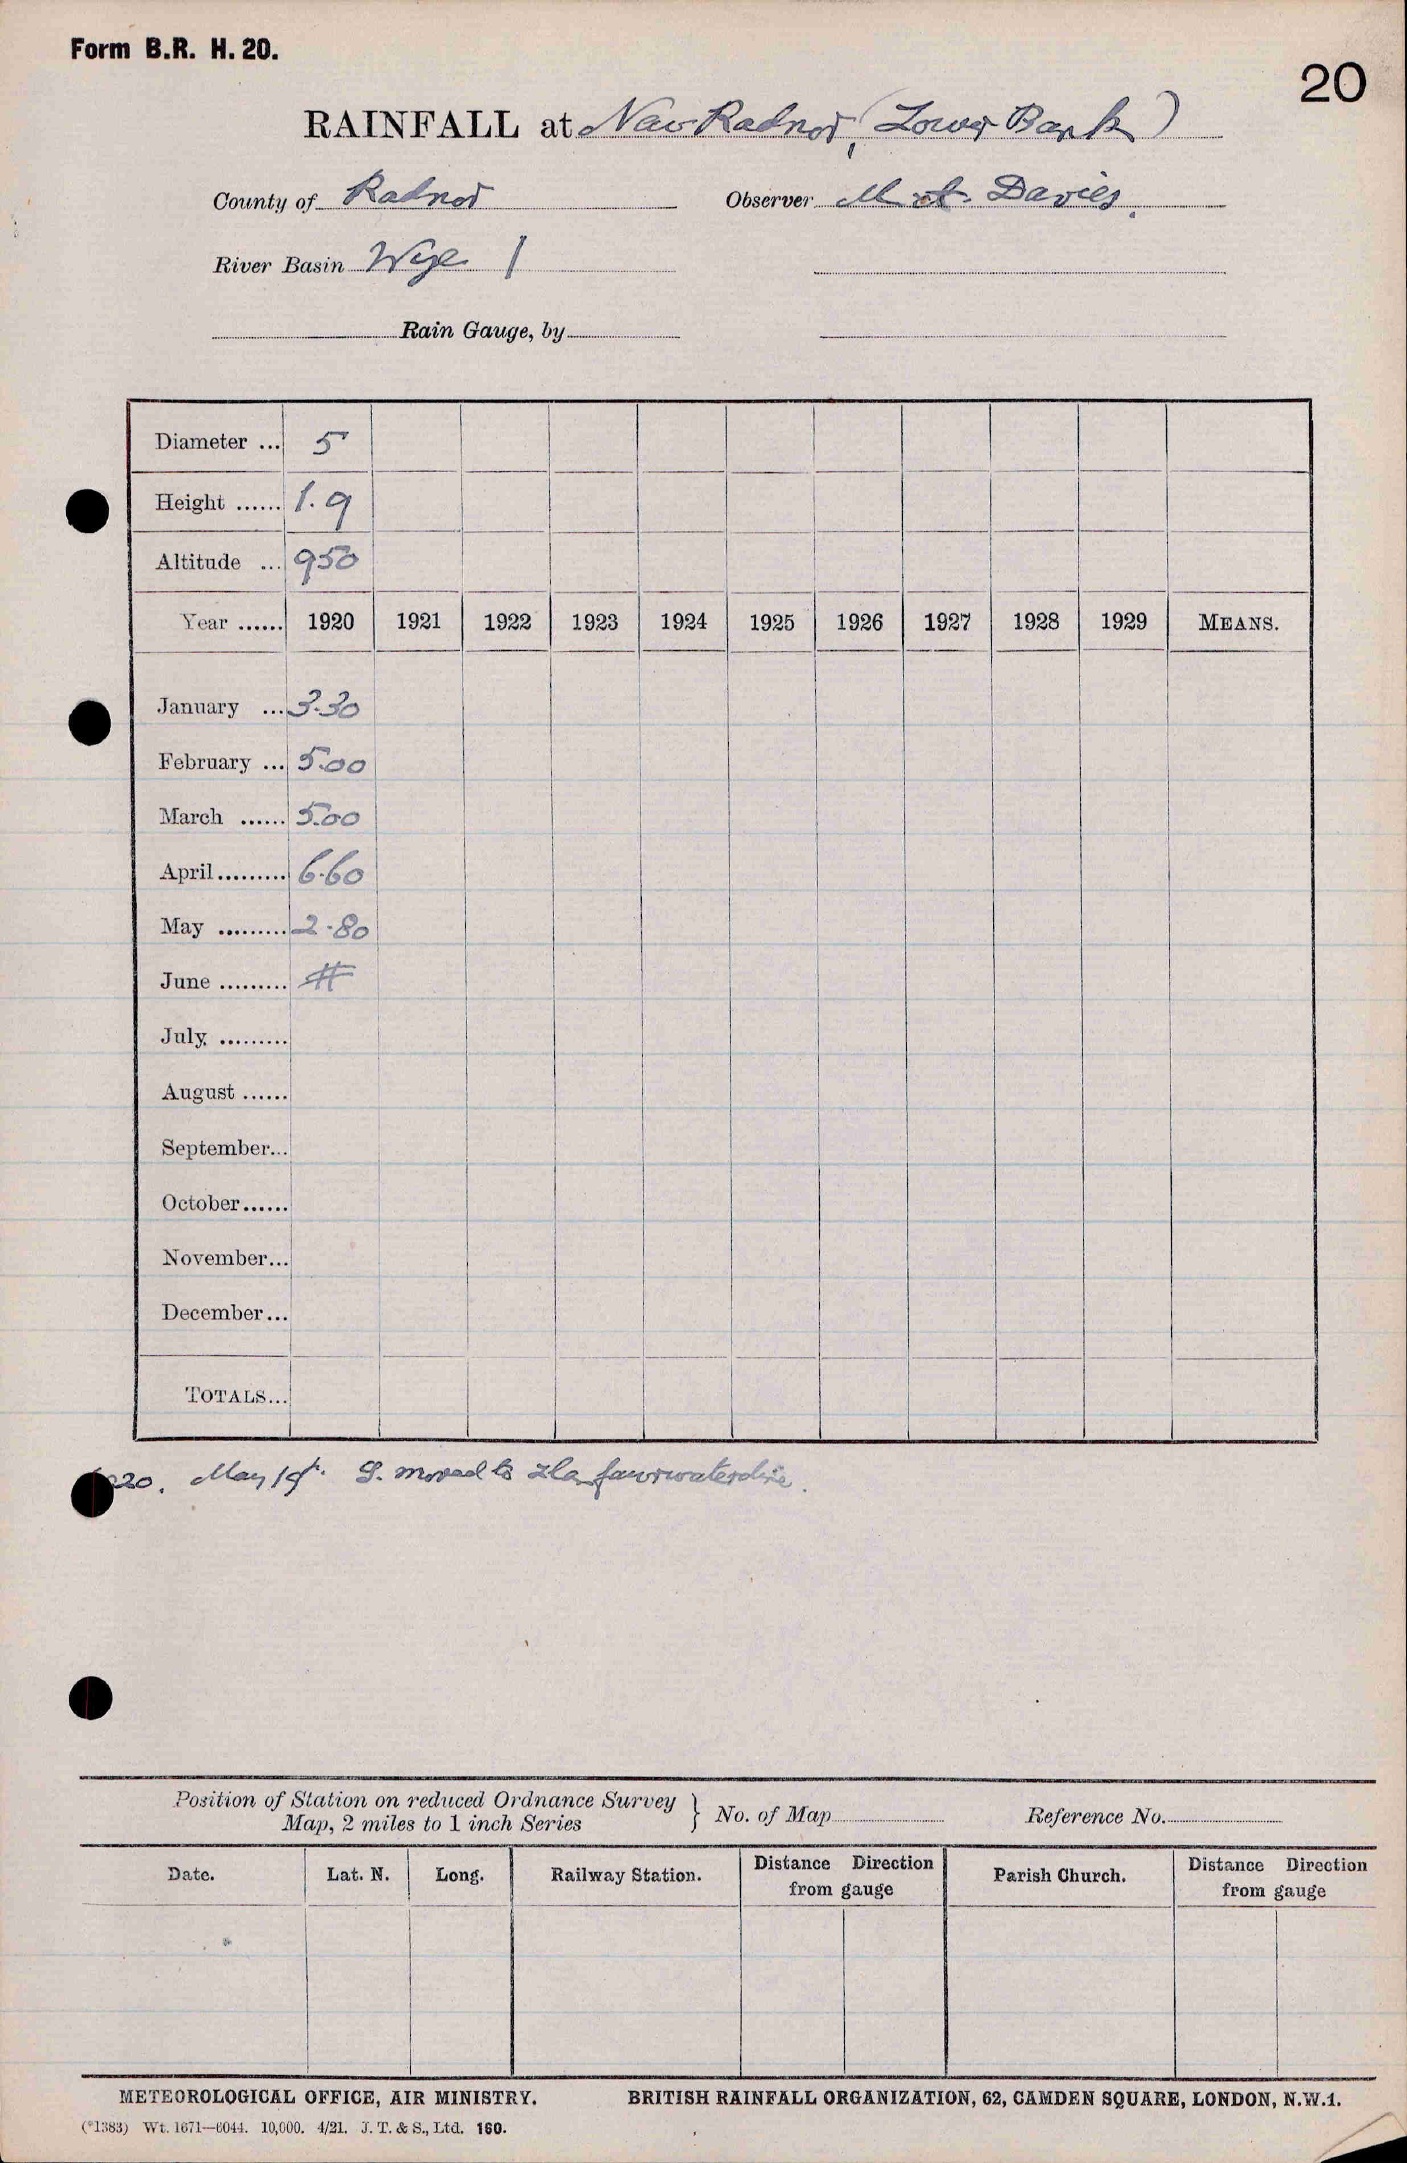 Form B.R. H. 20.
20
RAINFALL at New Radnor, (Lower Bank)
County of Radnor Observer M. A. Davies.
River Basin Wye 1
Rain Gauge, by
Diameter ... 5
Height ...... 1.9
Altitude ... 950
Year ...... 1920 1921 1922 1923 1924 1925 1926 1927 1928 1929 MEANS.
January ... 3.30
February ... 5.00
March ...... 5.00
April......... 6.60
May ......... 2.80
June ......... #
July. .........
August ......
September...
October......
November...
December...
TOTALS...
20. May 19t. G. moved to Llanfairwaterdine.
Position of Station on reduced Ordnance Survey
Map, 2 miles to 1 inch Series } No. of Map Reference No.
Date. Lat. N. Long. Railway Station. Distance Direction from gauge Parish Church. Distance Direction from gauge
METEOROLOGICAL OFFICE, AIR MINISTRY. BRITISH RAINFALL ORGANIZATION, 62, CAMDEN SQUARE, LONDON, N.W.1.
(*1383) Wt. 1671—6044. 10,000. 4/21. J. T. & S., Ltd. 160.